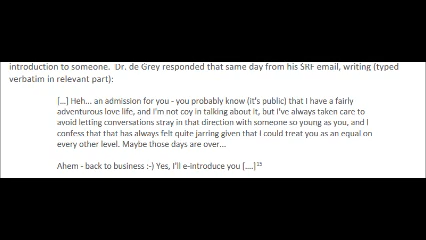 introduction to someone.  Dr. de Grey responded that same day from his SRF email, writing (typed
verbatim in relevant part):
[...] Heh... an admission for you - you probably know (it's public) that I have a fairly
adventurous love life, and I'm not coy in talking about it, but I've always taken care to
avoid letting conversations stray in that direction with someone so young as you, and I
confess that that has always felt quite jarring given that I could treat you as an equal on
every other level. Maybe those days are over...
Ahem - back to business :-) Yes, I'll e-introduce you [....]¹⁵